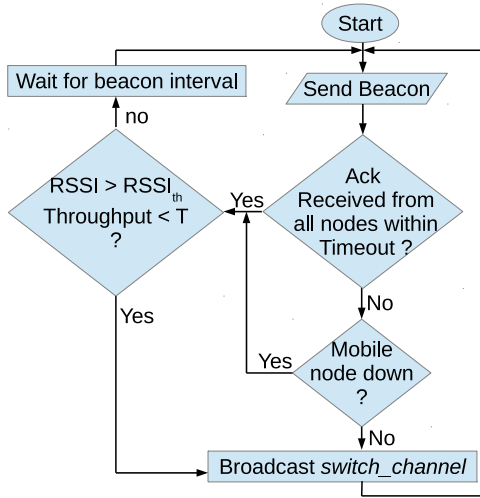 Start
Wait for beacon interval
Send Beacon
no
RSSI > RSSI_th
Throughput < T
?
Yes
Ack
Received from
all nodes within
Timeout ?
No
Yes
Yes
Mobile
node down
?
No
Broadcast switch_channel